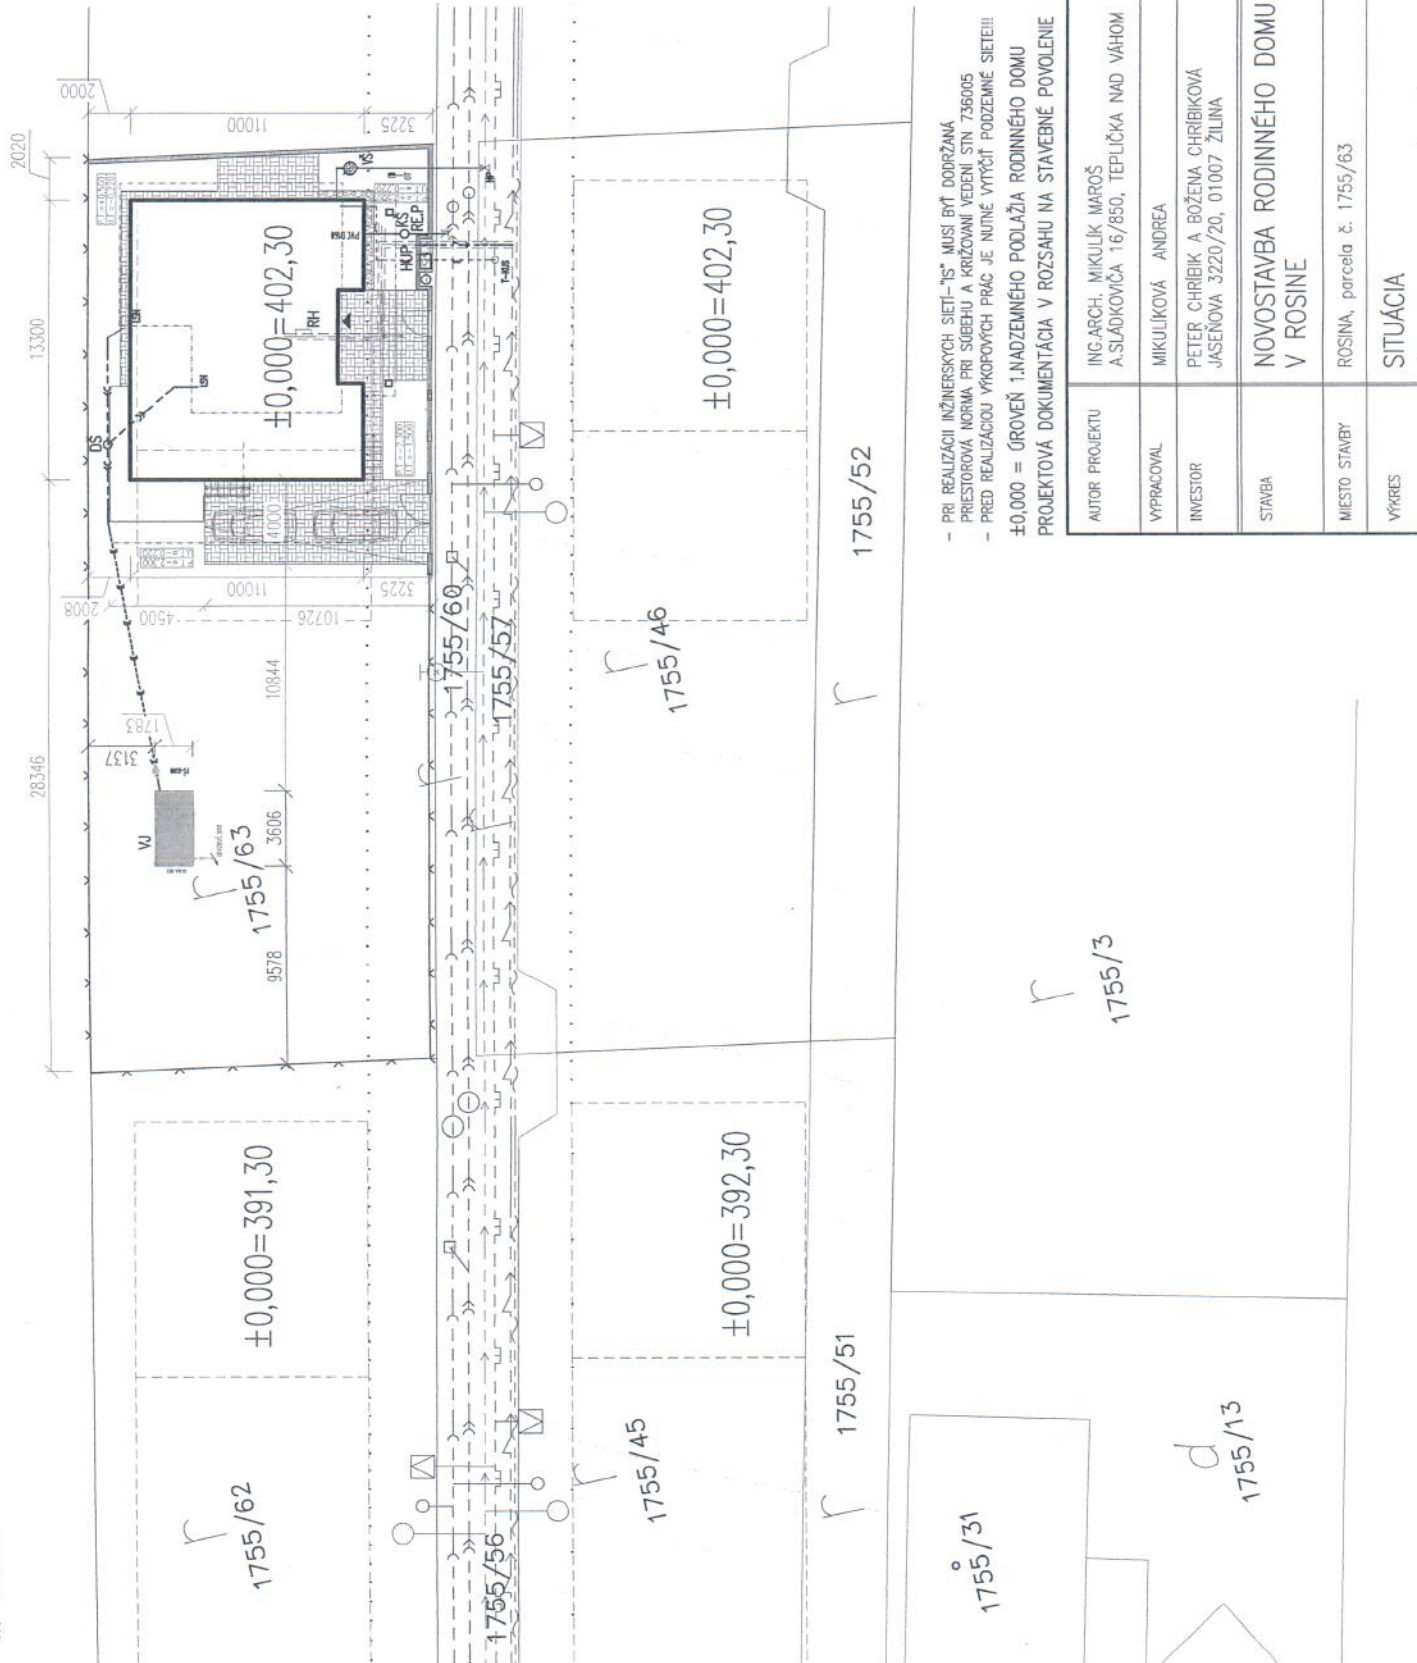 2000
11000
3225
2020
13300
28346
±0,000=402,30
DŠ
VŠ
KŠ
RE.P
HUP
RH
PVC DN150
4000
11000
3225
2008
4500
10726
10844
1783
3137
VJ
3606
9578
r
1755/63
1755/60
1755/57
r
±0,000=402,30
r
1755/46
1755/52
r
±0,000=391,30
r
1755/62
1755/56
±0,000=392,30
r
1755/45
1755/51
r
r
1755/3
d
1755/13
1755/31
- PRI REALIZÁCII INŽINERSKYCH SIETÍ-"IS" MUSÍ BYŤ DODRŽANÁ
PRIESTOROVÁ NORMA PRI SÚBEHU A KRIŽOVANÍ VEDENÍ STN 736005
- PRED REALIZÁCIOU VÝKOPOVÝCH PRÁC JE NUTNÉ VYTÝČIŤ PODZEMNÉ SIETE!!!
±0,000 = ÚROVEŇ 1.NADZEMNÉHO PODLAŽIA RODINNÉHO DOMU
PROJEKTOVÁ DOKUMENTÁCIA V ROZSAHU NA STAVEBNÉ POVOLENIE
AUTOR PROJEKTU
ING.ARCH. MIKULÍK MAROŠ
A.SLÁDKOVIČA 16/850, TEPLIČKA NAD VÁHOM
VYPRACOVAL
MIKULÍKOVÁ ANDREA
INVESTOR
PETER CHRÍBIK A BOŽENA CHRÍBIKOVÁ
JASEŇOVA 3220/20, 01007 ŽILINA
STAVBA
NOVOSTAVBA RODINNÉHO DOMU
V ROSINE
MIESTO STAVBY
ROSINA, parcela č. 1755/63
VÝKRES
SITUÁCIA